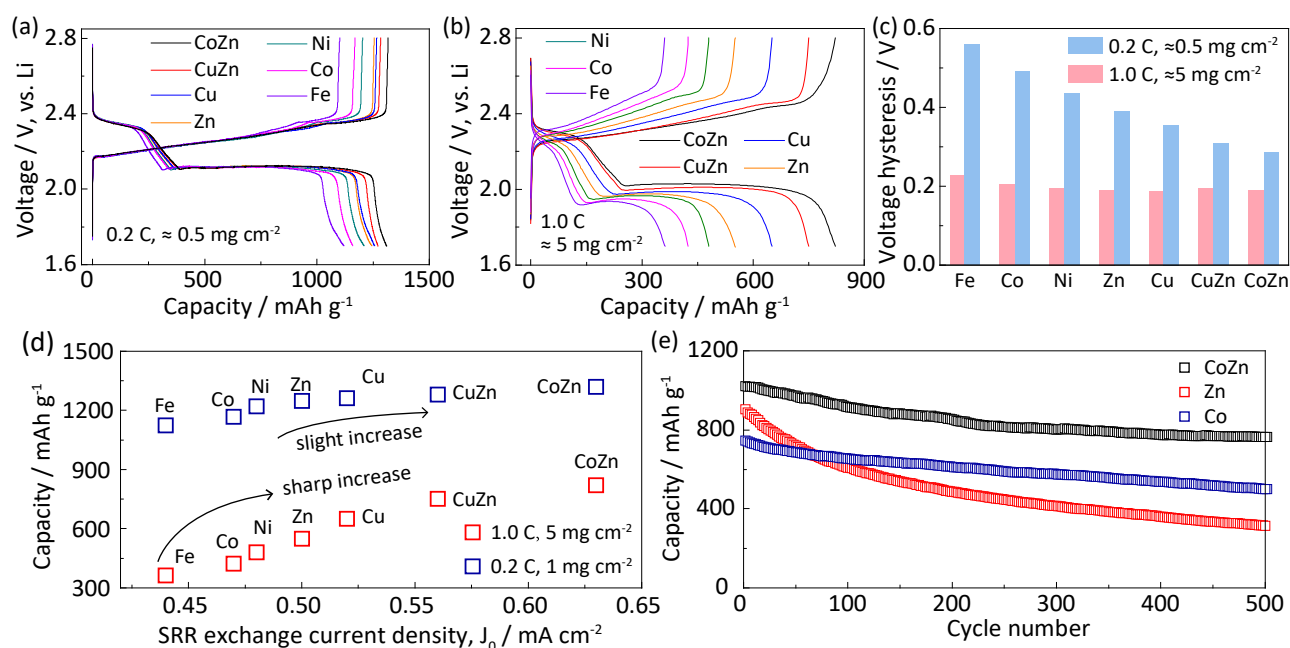 (a)
2.8
2.4
2.0
1.6
Voltage / V, vs. Li
CoZn
CuZn
Cu
Zn
Ni
Co
Fe
0.2 C, ≈ 0.5 mg cm⁻²
0 500 1000 1500
Capacity / mAh g⁻¹
(b)
2.8
2.4
2.0
1.6
Voltage / V, vs. Li
Ni
Co
Fe
CoZn
CuZn
Cu
Zn
1.0 C
≈ 5 mg cm⁻²
0 300 600 900
Capacity / mAh g⁻¹
(c)
0.6
0.4
0.2
0.0
Voltage hysteresis / V
0.2 C, ≈0.5 mg cm⁻²
1.0 C, ≈5 mg cm⁻²
Fe Co Ni Zn Cu CuZn CoZn
(d)
1500
1200
900
600
300
Capacity / mAh g⁻¹
Fe Co Ni Zn Cu CuZn CoZn
slight increase
sharp increase
Fe Co Ni Zn Cu CuZn CoZn
1.0 C, 5 mg cm⁻²
0.2 C, 1 mg cm⁻²
0.45 0.50 0.55 0.60 0.65
SRR exchange current density, J₀ / mA cm⁻²
(e)
1200
800
400
0
Capacity / mAh g⁻¹
CoZn
Zn
Co
0 100 200 300 400 500
Cycle number